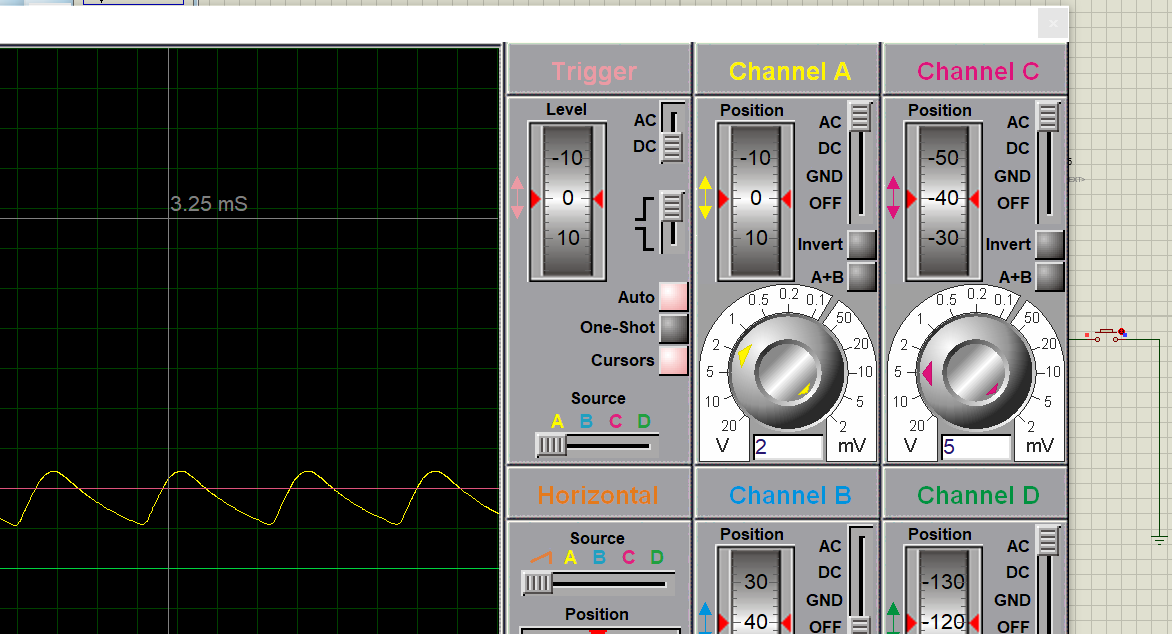 Trigger
Level
-10
0
10
AC
DC
Auto
One-Shot
Cursors
Source
A B C D
Horizontal
Source
A B C D
Position
3.25 mS
Channel A
Position
-10
0
10
AC
DC
GND
OFF
Invert
A+B
20
10
5
2
1
0.5
0.2
0.1
50
20
10
5
2
V
2
mV
Channel C
Position
-50
-40
-30
AC
DC
GND
OFF
Invert
A+B
20
10
5
2
1
0.5
0.2
0.1
50
20
10
5
2
V
5
mV
Channel B
Position
30
40
AC
DC
GND
OFF
Channel D
Position
-130
-120
AC
DC
GND
OFF